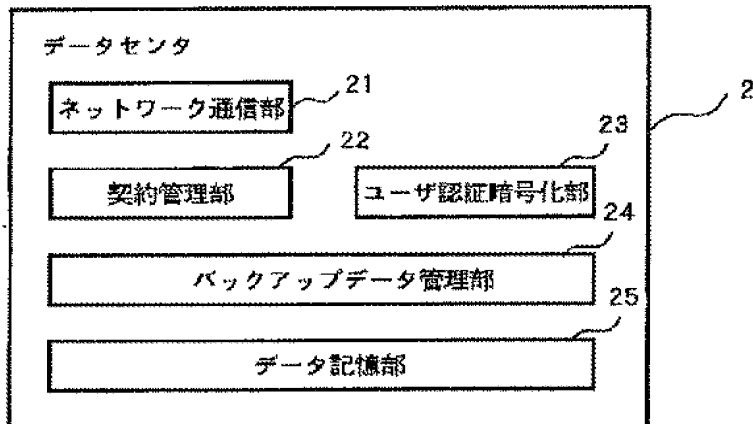 データセンタ
ネットワーク通信部
21
2
22
23
契約管理部
ユーザ認証暗号化部
24
バックアップデータ管理部
25
データ記憶部